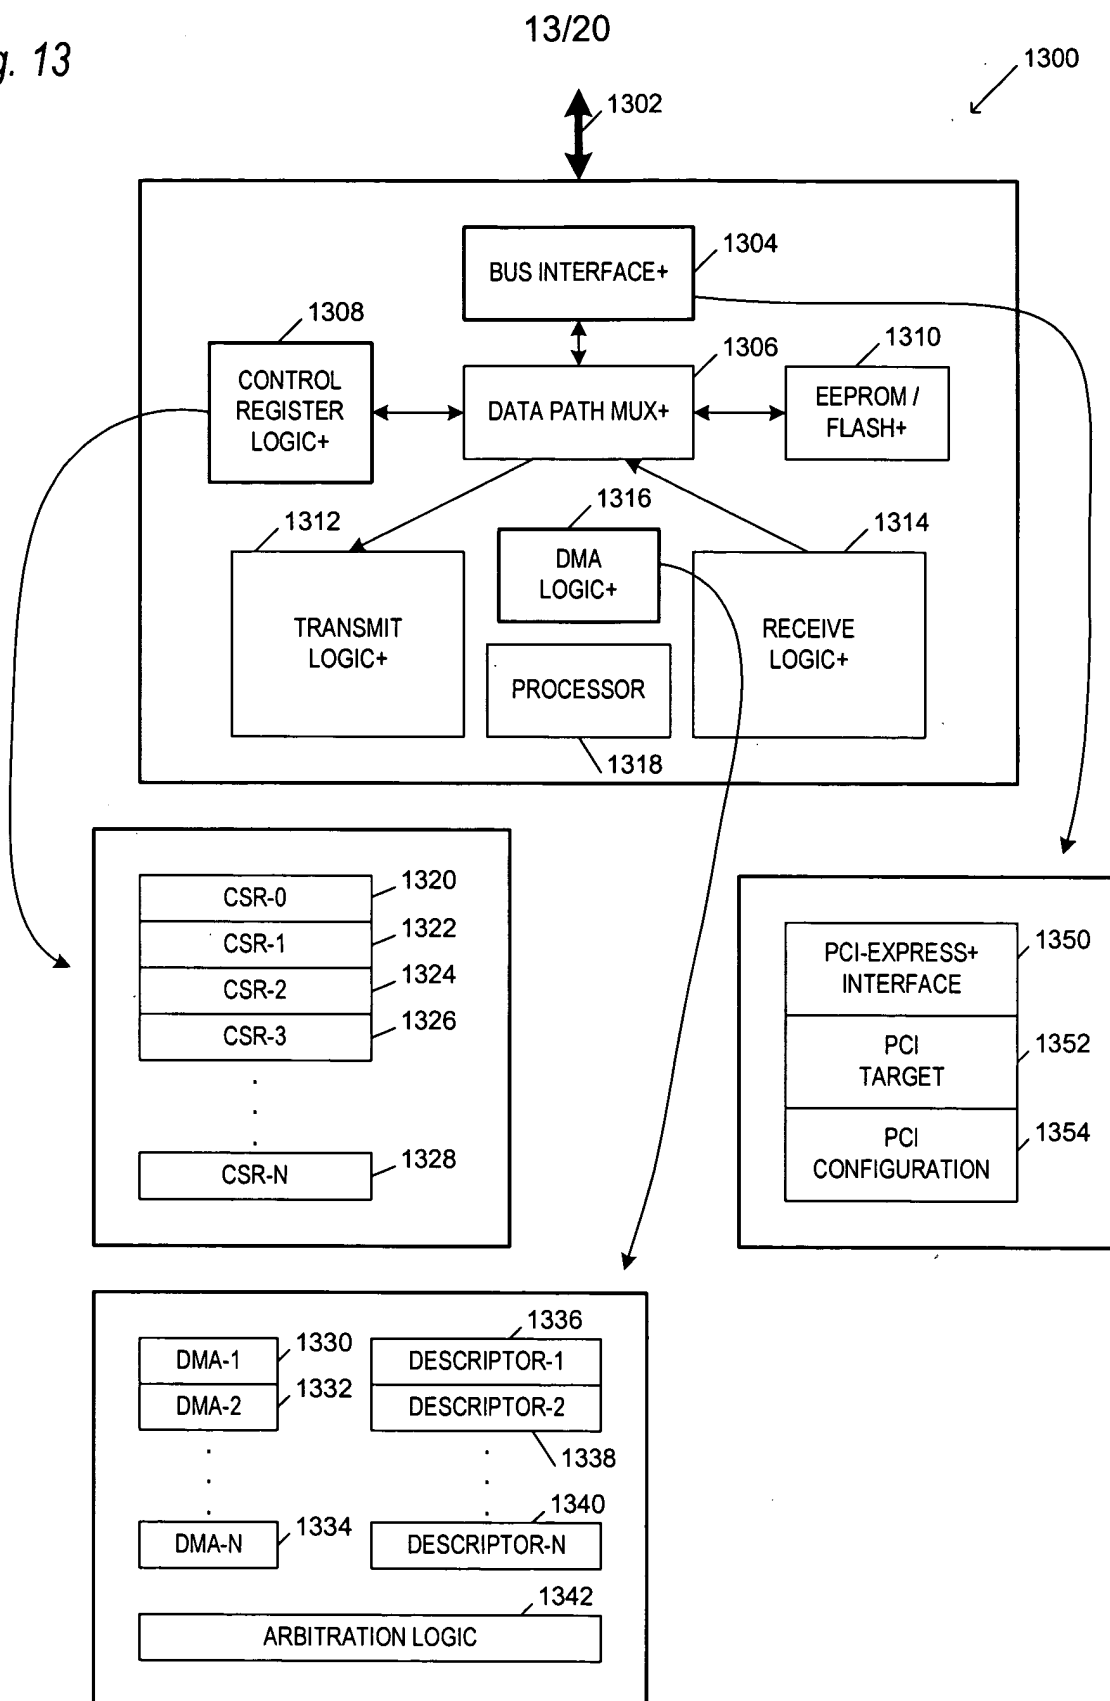 13/20
g. 13
1300
1302
BUS INTERFACE+
1304
1308
CONTROL
REGISTER
LOGIC+
DATA PATH MUX+
1306
1310
EEPROM /
FLASH+
1312
TRANSMIT
LOGIC+
1316
DMA
LOGIC+
1314
RECEIVE
LOGIC+
PROCESSOR
1318
CSR-0
1320
CSR-1
1322
CSR-2
1324
CSR-3
1326
CSR-N
1328
PCI-EXPRESS+
INTERFACE
1350
PCI
TARGET
1352
PCI
CONFIGURATION
1354
DMA-1
1330
DMA-2
1332
DMA-N
1334
1336
DESCRIPTOR-1
DESCRIPTOR-2
1338
1340
DESCRIPTOR-N
1342
ARBITRATION LOGIC